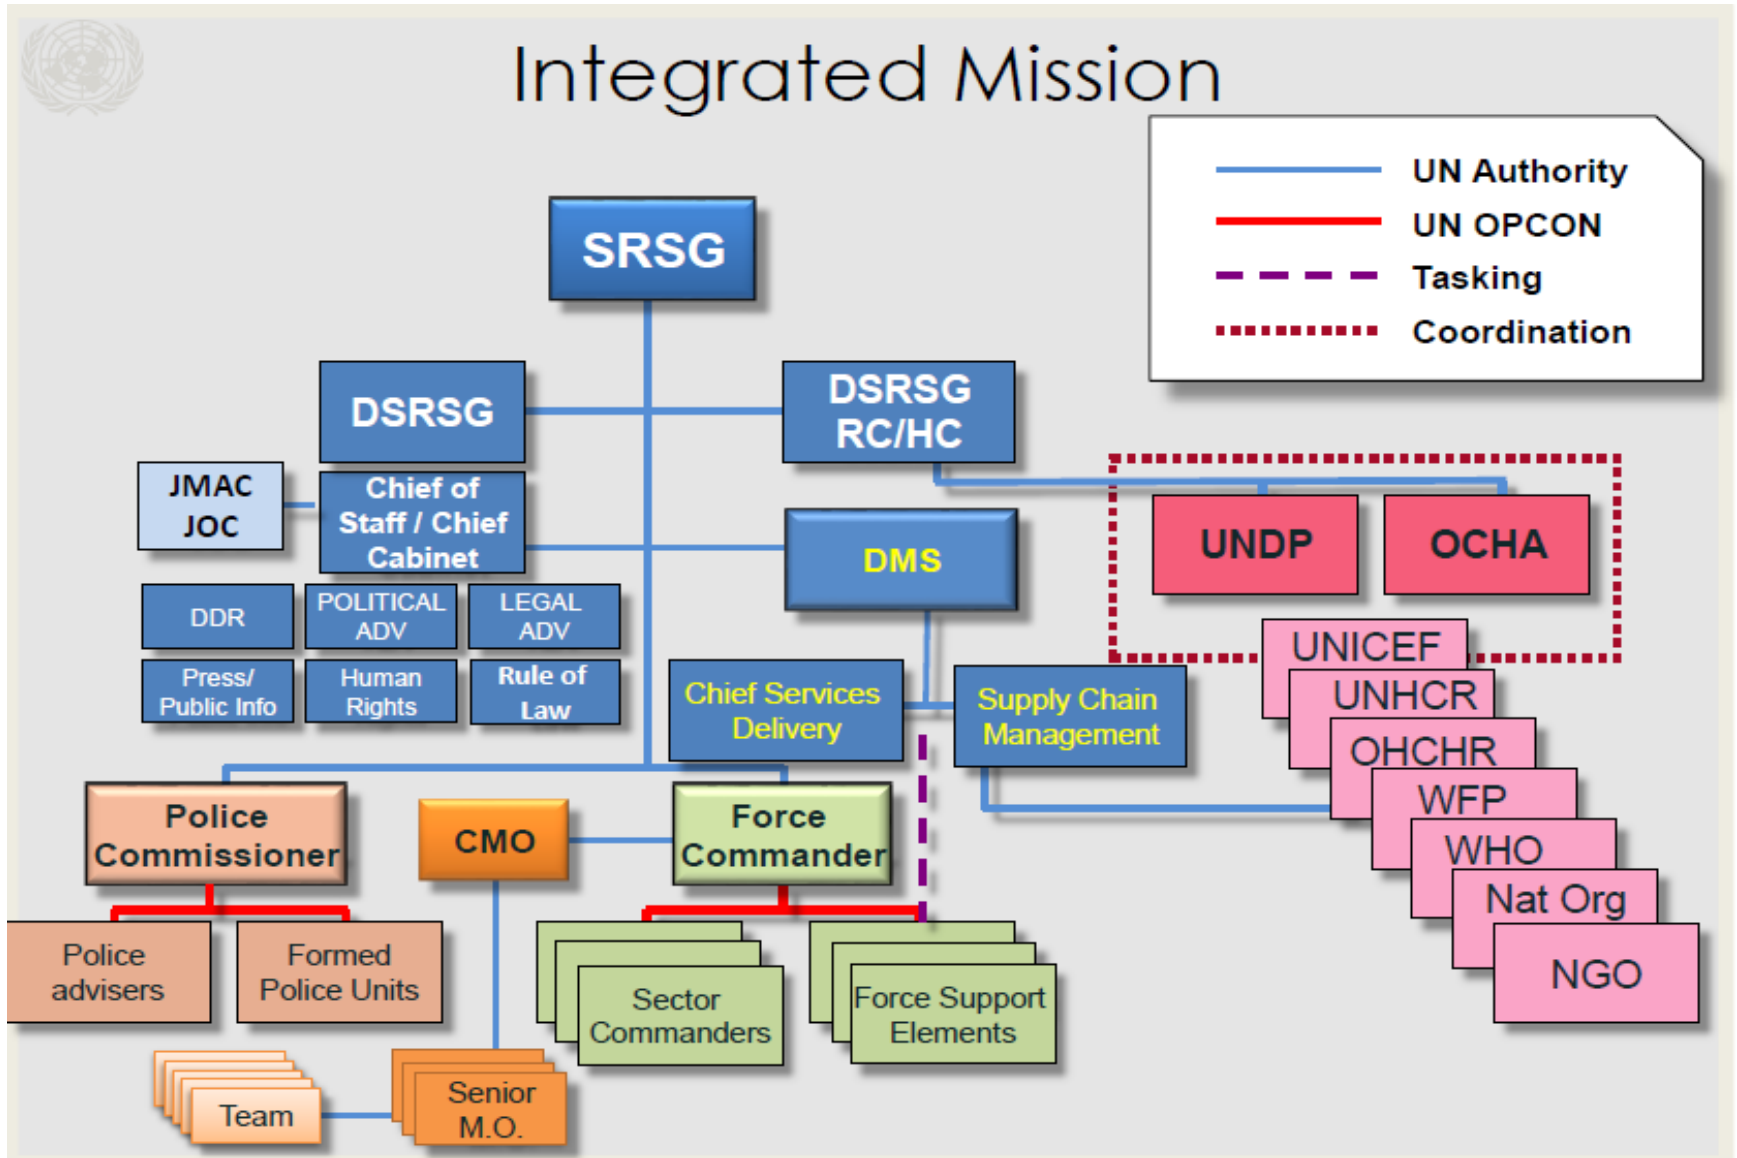 Integrated Mission
UN Authority
UN OPCON
Tasking
Coordination
SRSG
DSRSG
DSRSG
RC/HC
JMAC
JOC
Chief of
Staff / Chief
Cabinet
DMS
UNDP
OCHA
DDR
POLITICAL
ADV
LEGAL
ADV
Press/
Public Info
Human
Rights
Rule of
Law
Chief Services
Delivery
Supply Chain
Management
UNICEF
UNHCR
OHCHR
WFP
WHO
Nat Org
NGO
Police
Commissioner
CMO
Force
Commander
Police
advisers
Formed
Police Units
Sector
Commanders
Force Support
Elements
Team
Senior
M.O.